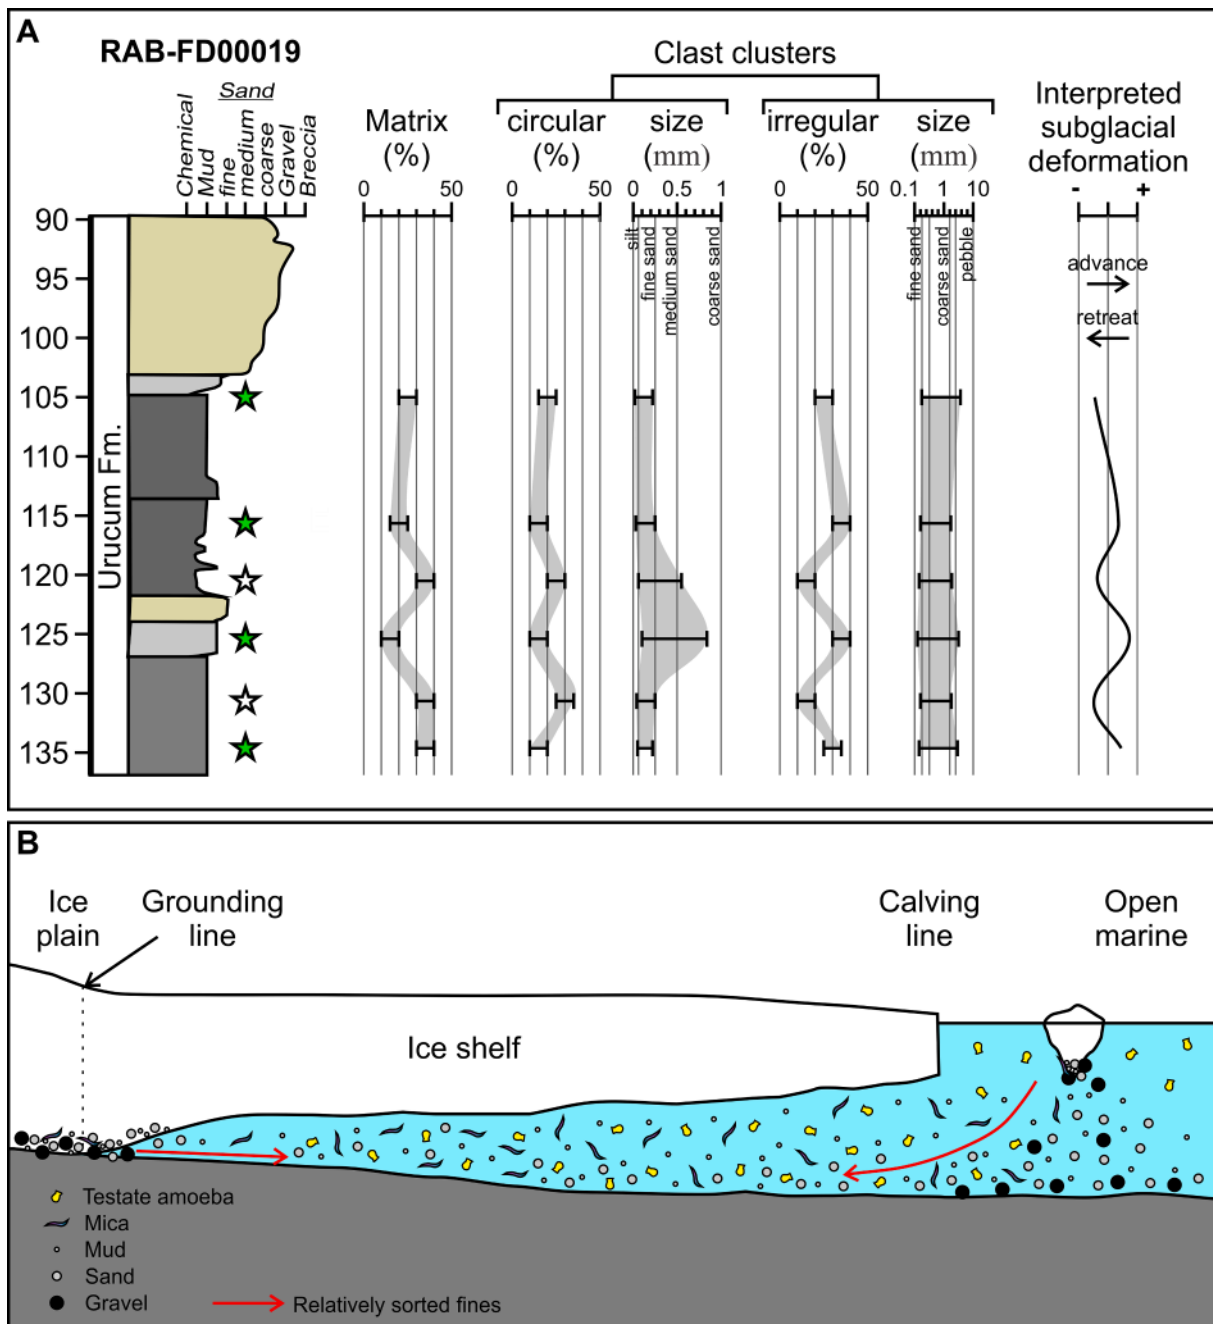 A
RAB-FD00019
Sand
Chemical
Mud
fine
medium
coarse
Gravel
Breccia
Clast clusters
Matrix
(%)
circular
(%)
size
(mm)
irregular
(%)
size
(mm)
Interpreted
subglacial
deformation
0 50
0 50
0 0.5 1
0 50
0.1 1 10
- +
silt
fine sand
medium sand
coarse sand
fine sand
coarse sand
pebble
advance
retreat
90
95
100
105
110
115
120
125
130
135
Urucum Fm.
B
Ice
plain
Grounding
line
Calving
line
Open
marine
Ice shelf
Testate amoeba
Mica
Mud
Sand
Gravel
Relatively sorted fines